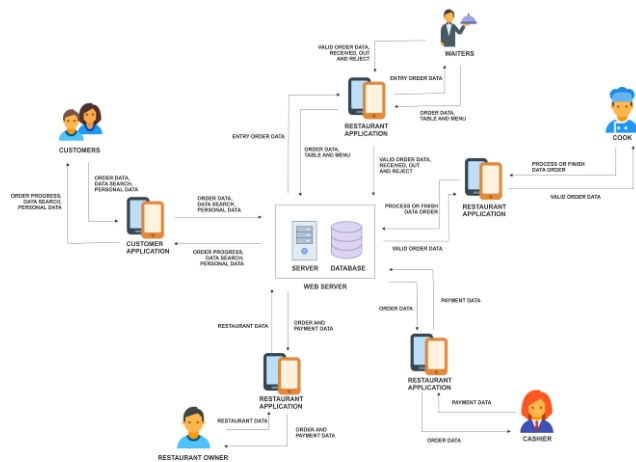 VALID ORDER DATA,
RECEIVED, OUT
AND REJECT
WAITERS
ENTRY ORDER DATA
RESTAURANT
APPLICATION
ORDER DATA,
TABLE AND MENU
CUSTOMERS
ENTRY ORDER DATA
ORDER DATA,
TABLE AND MENU
VALID ORDER DATA,
RECEIVED, OUT
AND REJECT
COOK
PROCESS OR FINISH
DATA ORDER
VALID ORDER DATA
RESTAURANT
APPLICATION
ORDER PROGRESS,
DATA SEARCH,
PERSONAL DATA
ORDER DATA,
DATA SEARCH,
PERSONAL DATA
ORDER DATA,
DATA SEARCH,
PERSONAL DATA
PROCESS OR FINISH
DATA ORDER
CUSTOMER
APPLICATION
ORDER PROGRESS,
DATA SEARCH,
PERSONAL DATA
VALID ORDER DATA
SERVER
DATABASE
WEB SERVER
PAYMENT DATA
ORDER DATA
RESTAURANT DATA
ORDER AND
PAYMENT DATA
RESTAURANT
APPLICATION
RESTAURANT
APPLICATION
PAYMENT DATA
RESTAURANT DATA
ORDER AND
PAYMENT DATA
ORDER DATA
CASHIER
RESTAURANT OWNER